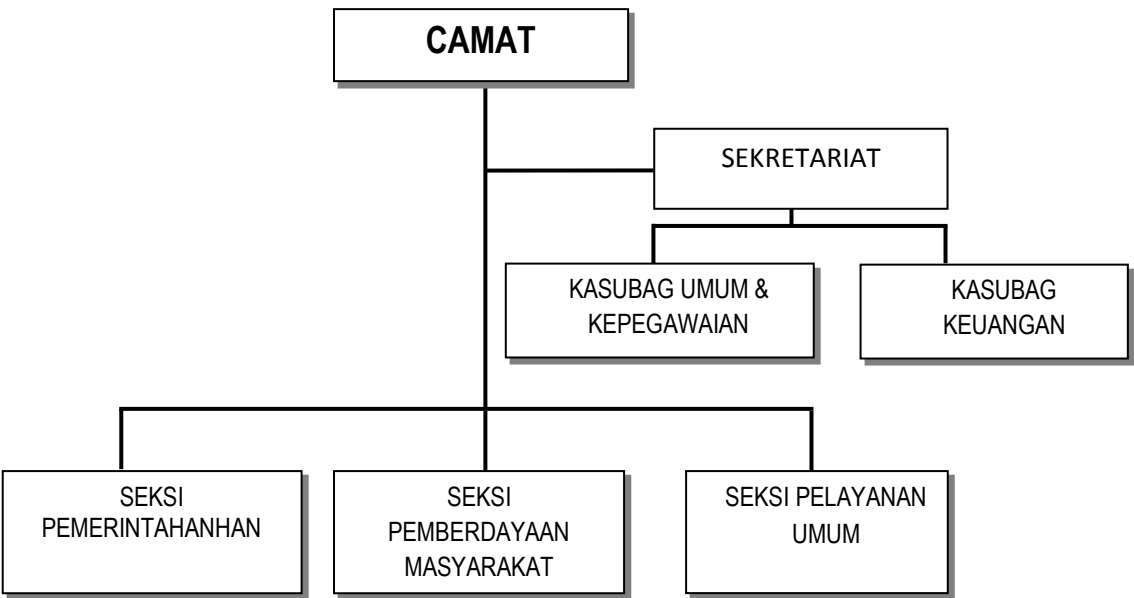 CAMAT
SEKRETARIAT
KASUBAG UMUM &
KEPEGAWAIAN
KASUBAG
KEUANGAN
SEKSI
PEMERINTAHANHAN
SEKSI
PEMBERDAYAAN
MASYARAKAT
SEKSI PELAYANAN
UMUM